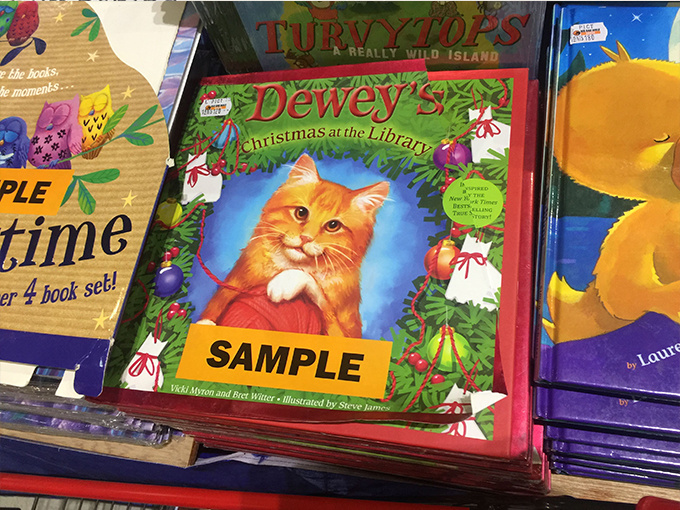 TURVYTOPS
A REALLY WILD ISLAND
e the books,
he moments...
PLE
time
er 4 book set!
Dewey's
Christmas at the Library
INSPIRED
BY THE
New York Times
BESTSELLING
TRUE STORY!
SAMPLE
Vicki Myron and Bret Witter • Illustrated by Steve James
by Laure
by